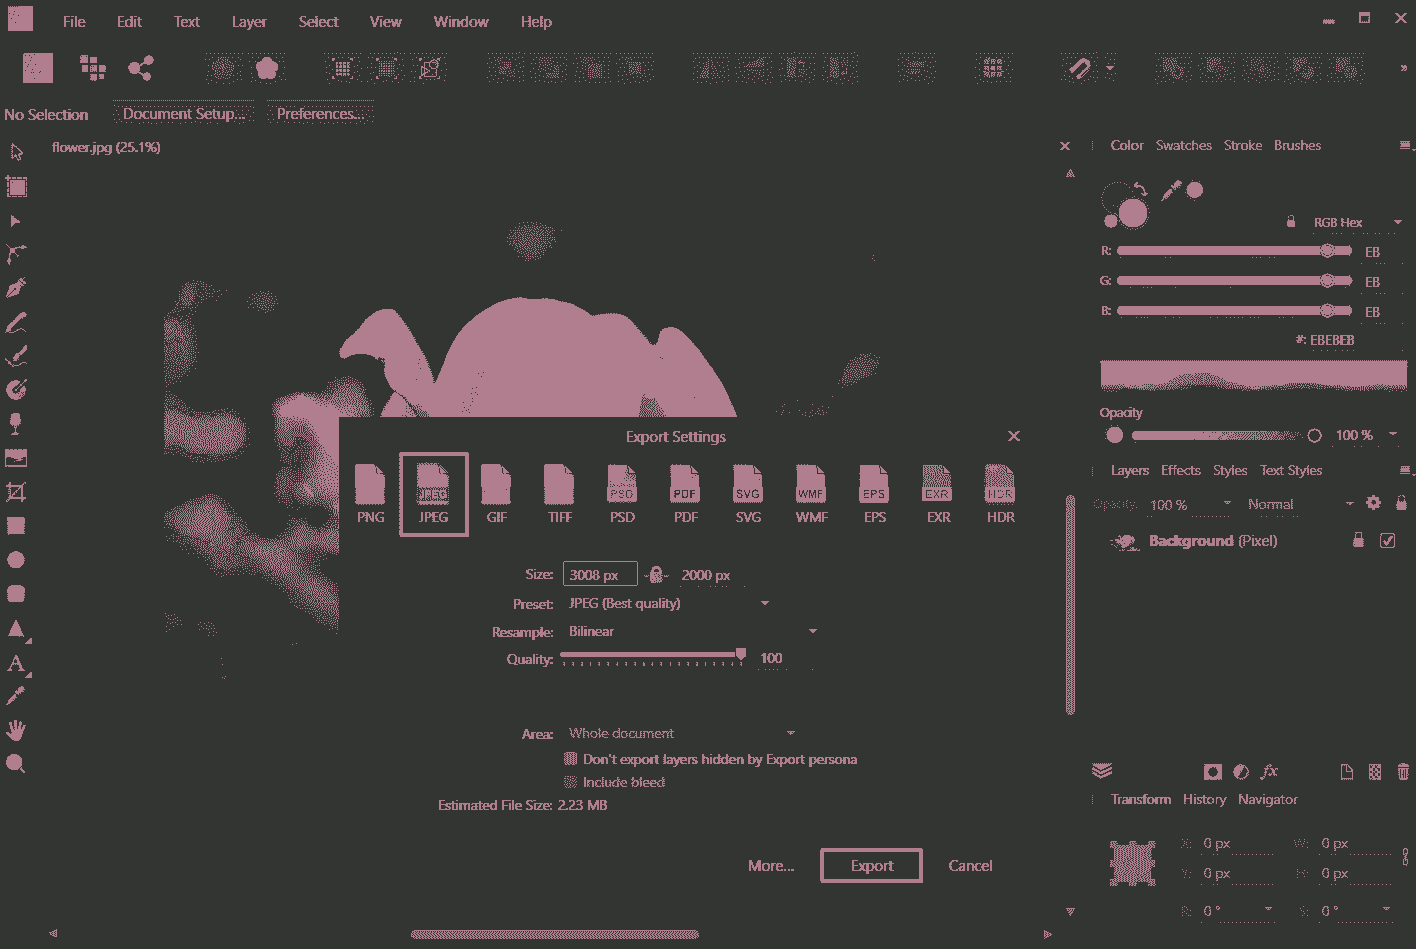 File Edit Text Layer Select View Window Help
No Selection Document Setup... Preferences...
flower.jpg (25.1%)
Color Swatches Stroke Brushes
RGB Hex
R: EB
G: EB
B: EB
#: EBEBEB
Opacity
100 %
Layers Effects Styles Text Styles
Opacity: 100 % Normal
Background (Pixel)
Export Settings
PNG JPEG GIF TIFF PSD PDF SVG WMF EPS EXR HDR
Size: 3008 px 2000 px
Preset: JPEG (Best quality)
Resample: Bilinear
Quality: 100
Area: Whole document
Don't export layers hidden by Export persona
Include bleed
Estimated File Size: 2.23 MB
More... Export Cancel
Transform History Navigator
X: 0 px W: 0 px
Y: 0 px H: 0 px
R: 0 ° S: 0 °